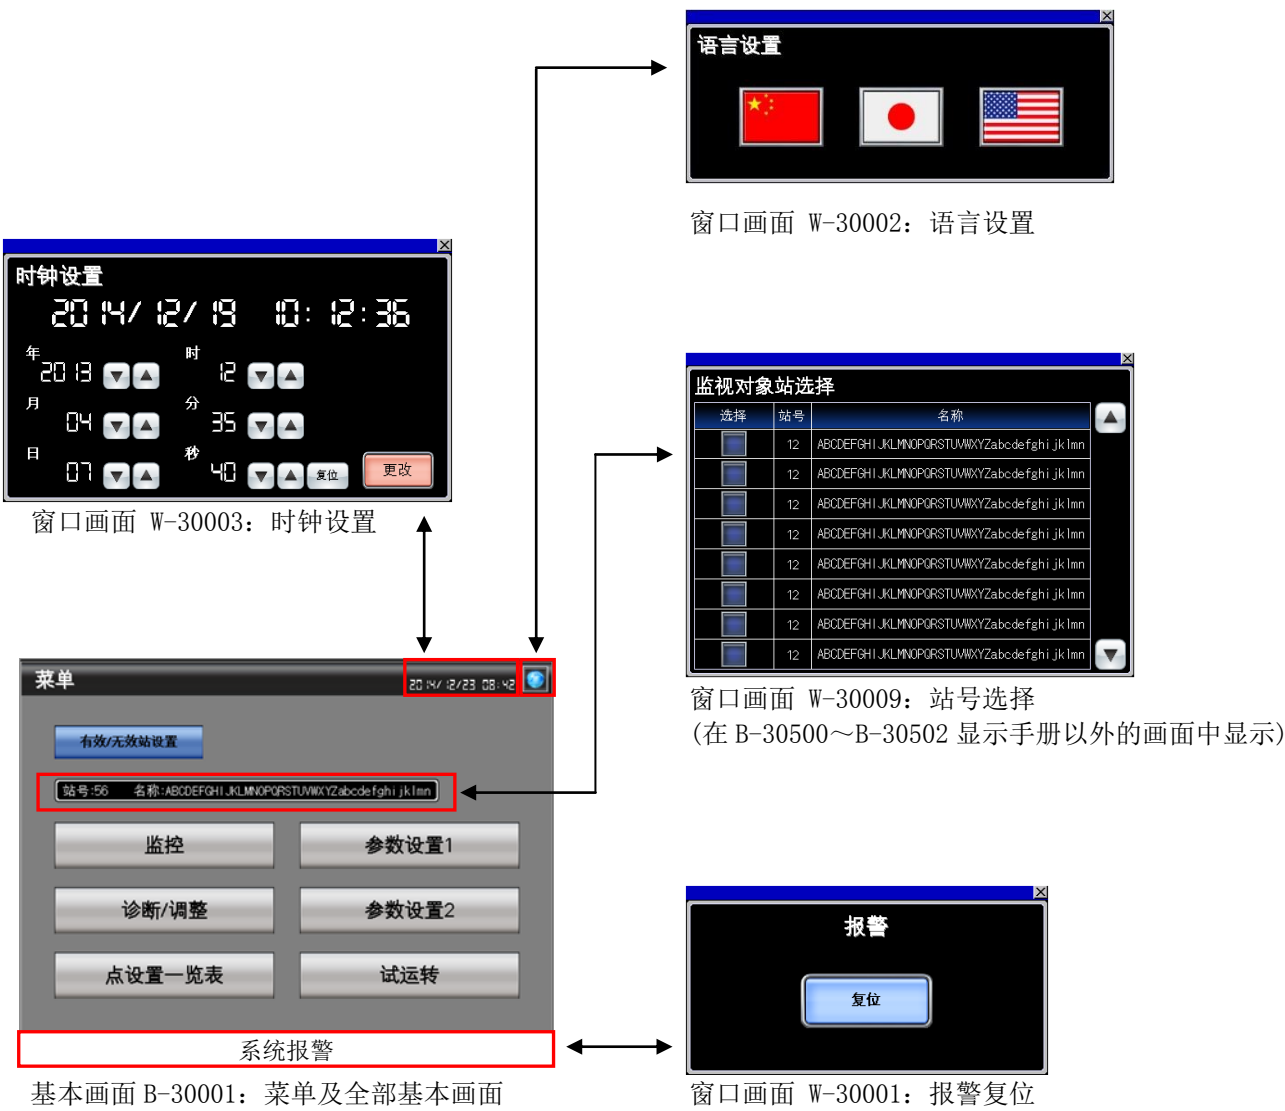 语言设置
窗口画面 W-30002：语言设置
时钟设置
2014/12/19 10:12:36
年 2013 ▼ ▲ 时 12 ▼ ▲
月 04 ▼ ▲ 分 35 ▼ ▲
日 07 ▼ ▲ 秒 40 ▼ ▲ 复位 更改
窗口画面 W-30003：时钟设置
监视对象站选择
选择 站号 名称
12 ABCDEFGHIJKLMNOPQRSTUVWXYZabcdefghijklmn
12 ABCDEFGHIJKLMNOPQRSTUVWXYZabcdefghijklmn
12 ABCDEFGHIJKLMNOPQRSTUVWXYZabcdefghijklmn
12 ABCDEFGHIJKLMNOPQRSTUVWXYZabcdefghijklmn
12 ABCDEFGHIJKLMNOPQRSTUVWXYZabcdefghijklmn
12 ABCDEFGHIJKLMNOPQRSTUVWXYZabcdefghijklmn
12 ABCDEFGHIJKLMNOPQRSTUVWXYZabcdefghijklmn
12 ABCDEFGHIJKLMNOPQRSTUVWXYZabcdefghijklmn
窗口画面 W-30009：站号选择
(在 B-30500～B-30502 显示手册以外的画面中显示)
菜单 2014/12/23 08:42
有效/无效站设置
站号:56 名称:ABCDEFGHIJKLMNOPQRSTUVWXYZabcdefghijklmn
监控 参数设置1
诊断/调整 参数设置2
点设置一览表 试运转
系统报警
基本画面 B-30001：菜单及全部基本画面
报警
复位
窗口画面 W-30001：报警复位